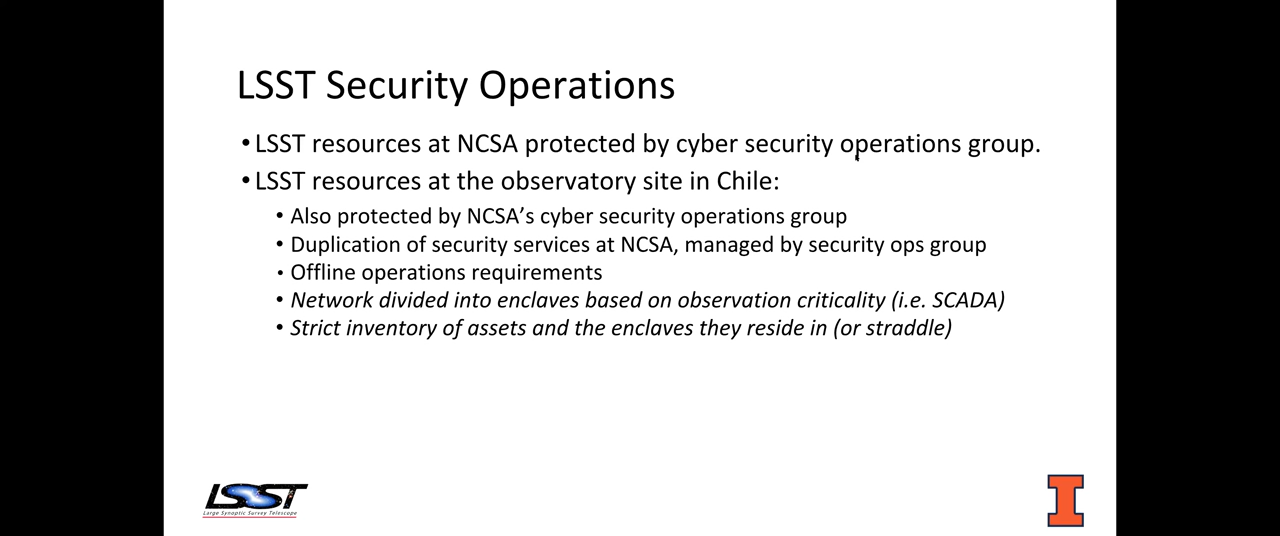 LSST Security Operations
•LSST resources at NCSA protected by cyber security operations group.
•LSST resources at the observatory site in Chile:
• Also protected by NCSA’s cyber security operations group
• Duplication of security services at NCSA, managed by security ops group
• Offline operations requirements
• Network divided into enclaves based on observation criticality (i.e. SCADA)
• Strict inventory of assets and the enclaves they reside in (or straddle)
LSST
Large Synoptic Survey Telescope
I